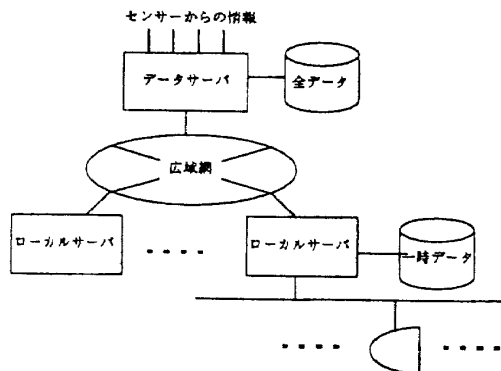 センサーからの情報
データサーバ
全データ
広域網
ローカルサーバ
ローカルサーバ
一時データ